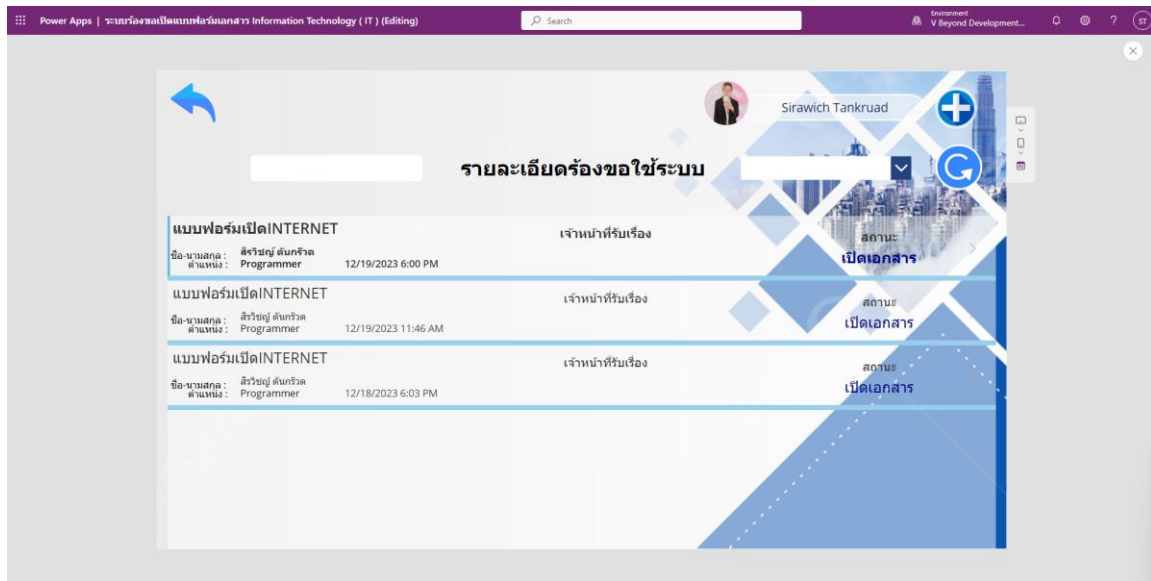 Power Apps | ระบบร้องขอเปิดแบบฟอร์มเอกสาร Information Technology ( IT ) (Editing)
Search
Environment
V Beyond Development...
?
ST
Sirawich Tankruad
รายละเอียดร้องขอใช้ระบบ
แบบฟอร์มเปิดINTERNET
เจ้าหน้าที่รับเรื่อง
สถานะ
ชื่อ-นามสกุล : สิรวิชญ์ ตันกรัวด
เปิดเอกสาร
ตำแหน่ง : Programmer 12/19/2023 6:00 PM
แบบฟอร์มเปิดINTERNET
เจ้าหน้าที่รับเรื่อง
สถานะ
ชื่อ-นามสกุล : สิรวิชญ์ ตันกรัวด
เปิดเอกสาร
ตำแหน่ง : Programmer 12/19/2023 11:46 AM
แบบฟอร์มเปิดINTERNET
เจ้าหน้าที่รับเรื่อง
สถานะ
ชื่อ-นามสกุล : สิรวิชญ์ ตันกรัวด
เปิดเอกสาร
ตำแหน่ง : Programmer 12/18/2023 6:03 PM